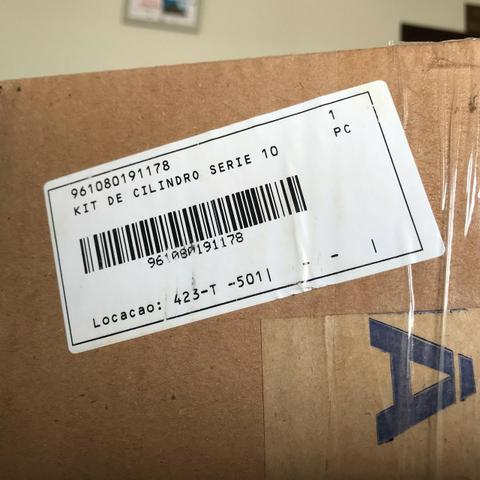 961080191178
1
KIT DE CILINDRO SERIE 10
PC
961080191178
Locacao: 423-T -501| - - |
A